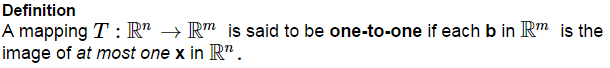 Definition
A mapping T : ℝⁿ → ℝᵐ is said to be one-to-one if each b in ℝᵐ is the
image of at most one x in ℝⁿ.